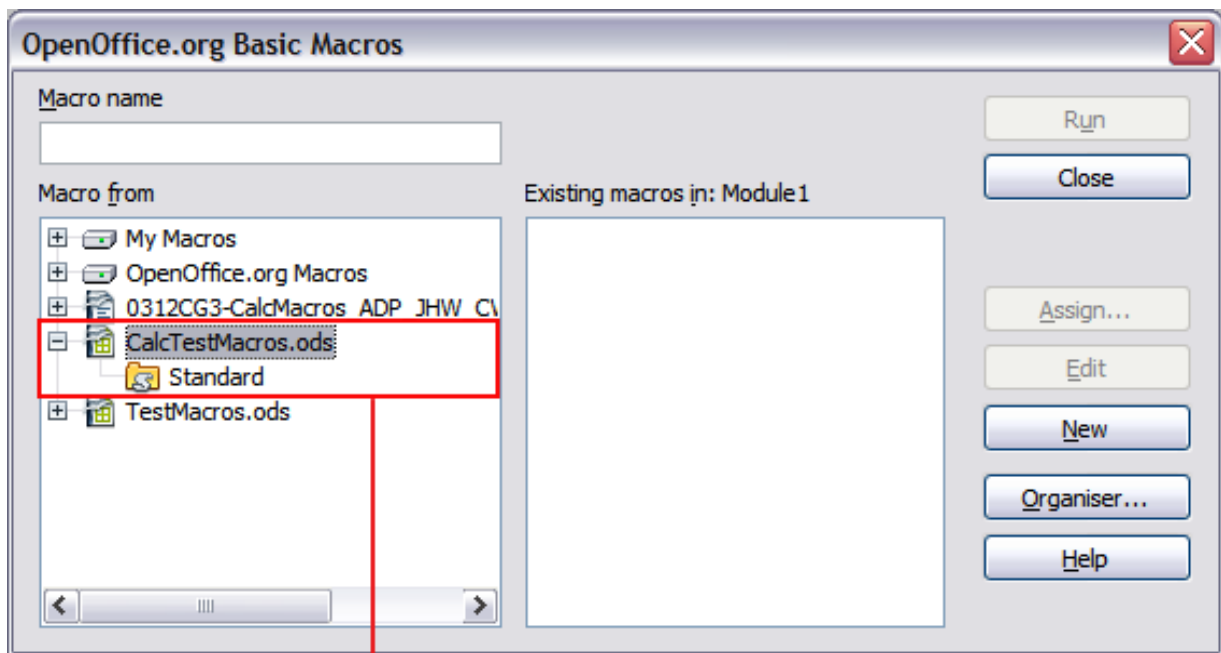 OpenOffice.org Basic Macros
Macro name
Run
Close
Macro from
Existing macros in: Module1
My Macros
OpenOffice.org Macros
0312CG3-CalcMacros_ADP_JHW_
CalcTestMacros.ods
Standard
TestMacros.ods
Assign...
Edit
New
Organiser...
Help